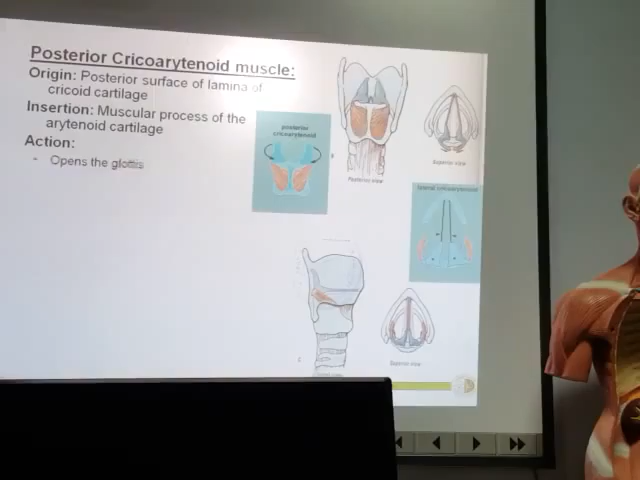 Posterior Cricoarytenoid muscle:
Origin: Posterior surface of lamina of
cricoid cartilage
Insertion: Muscular process of the
arytenoid cartilage
Action:
- Opens the glottis
posterior
cricoarytenoid
Posterior view
Superior view
lateral cricoarytenoid
C
Superior view